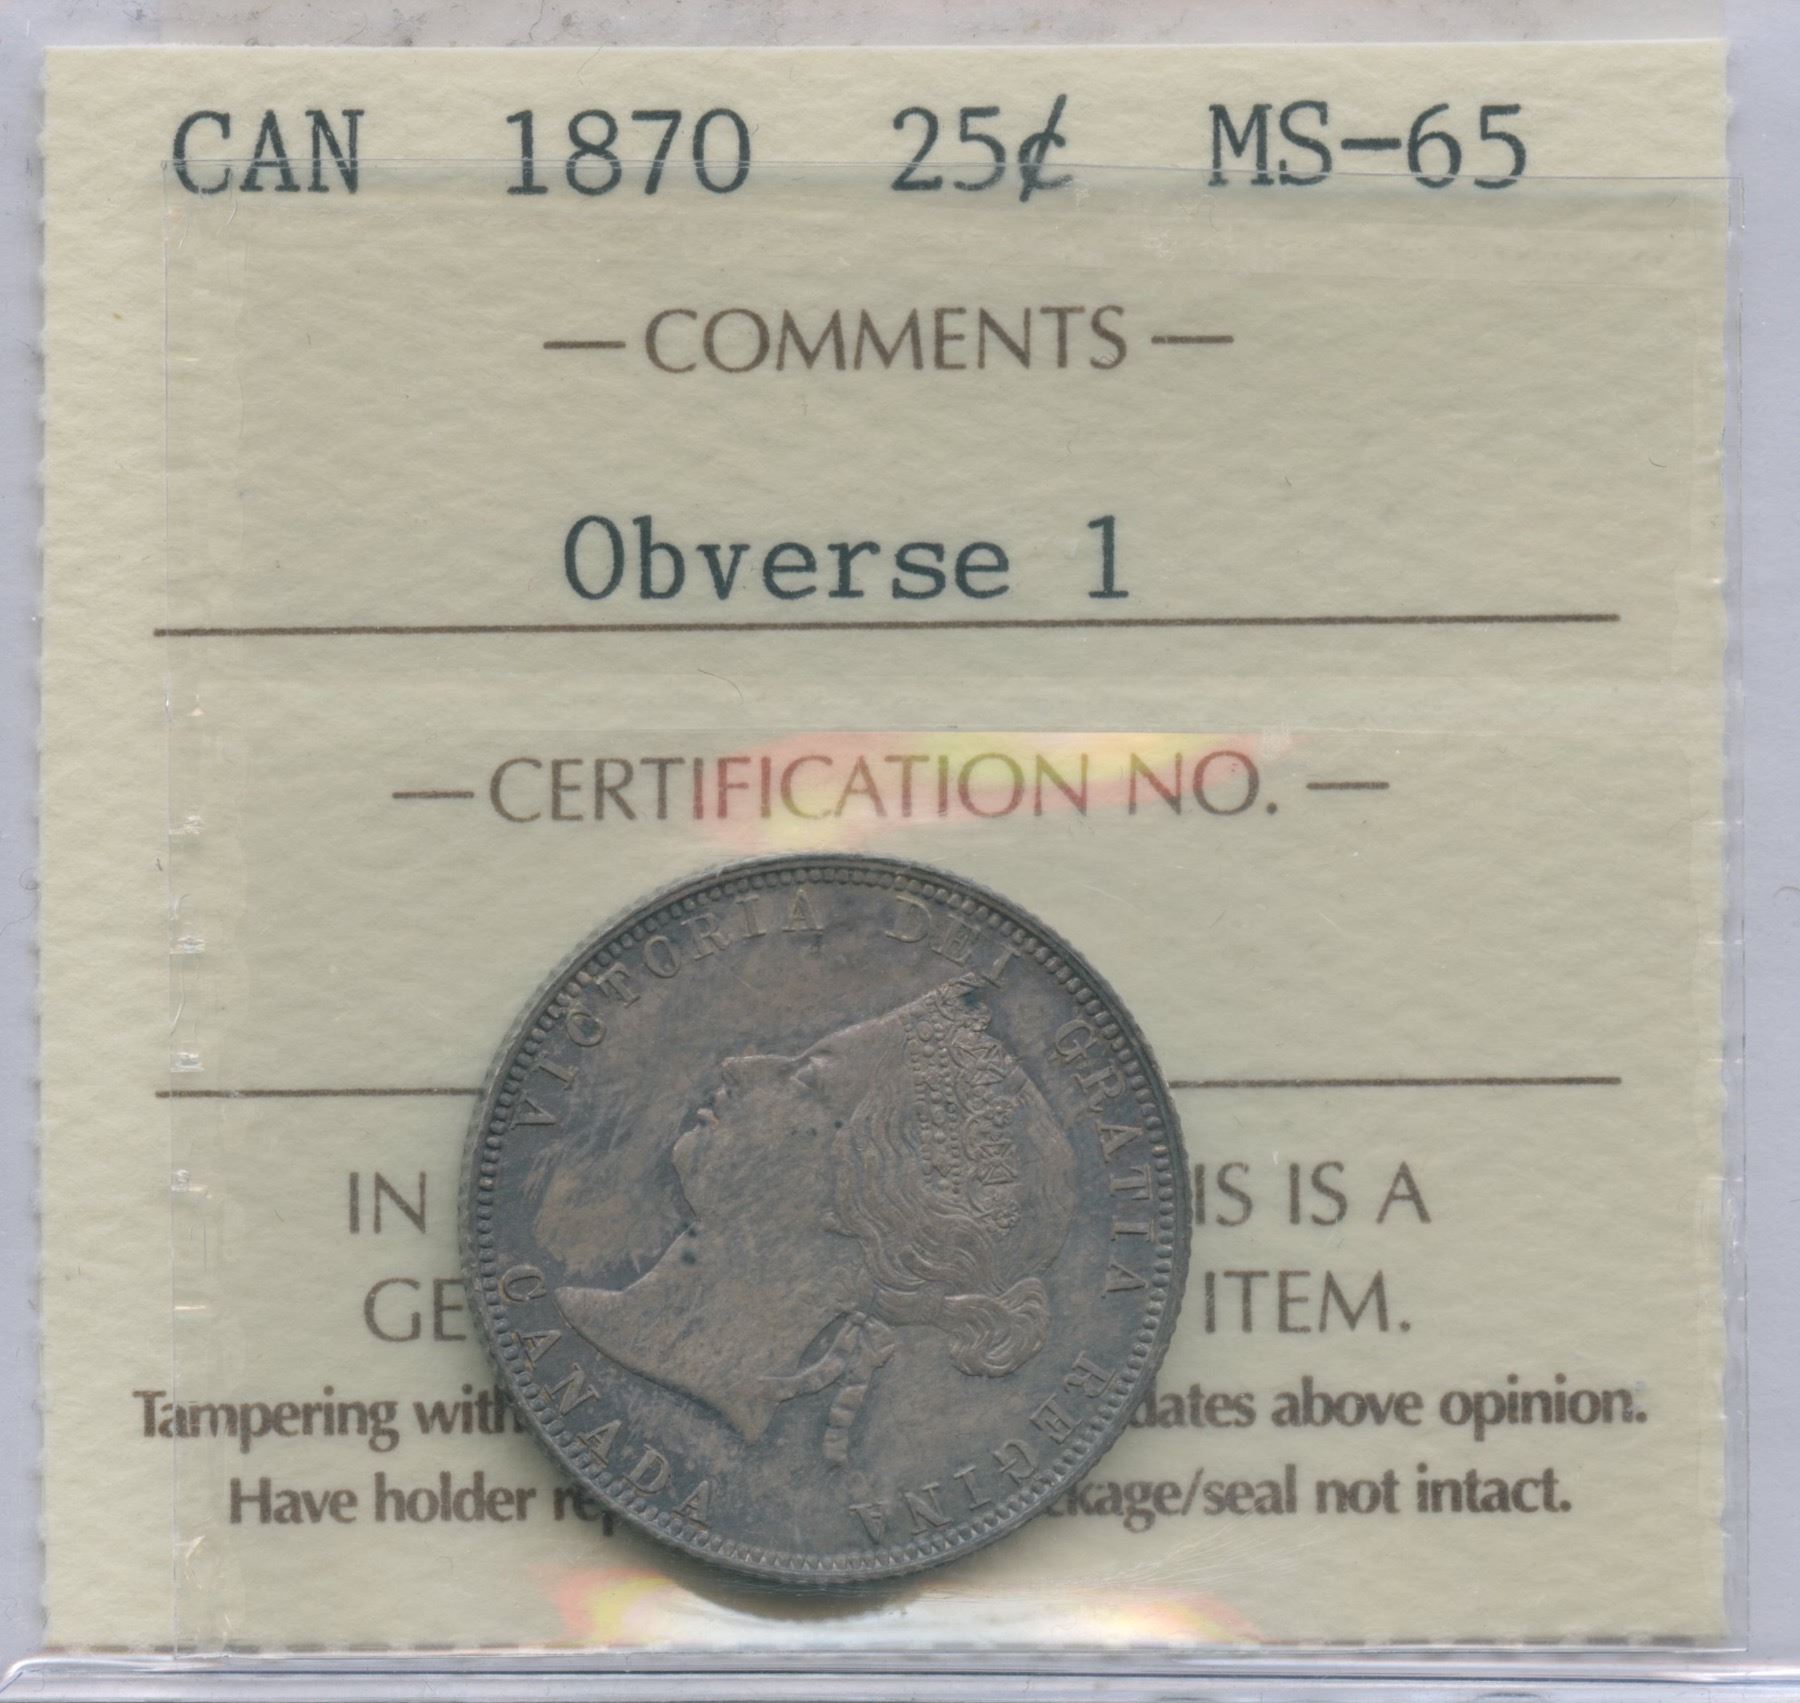 CAN 1870 25¢ MS-65
— COMMENTS —
Obverse 1
— CERTIFICATION NO. —
VICTORIA DEI GRATIA REGINA
CANADA
IN IS IS A
GE ITEM.
Tampering with dates above opinion.
Have holder kage/seal not intact.